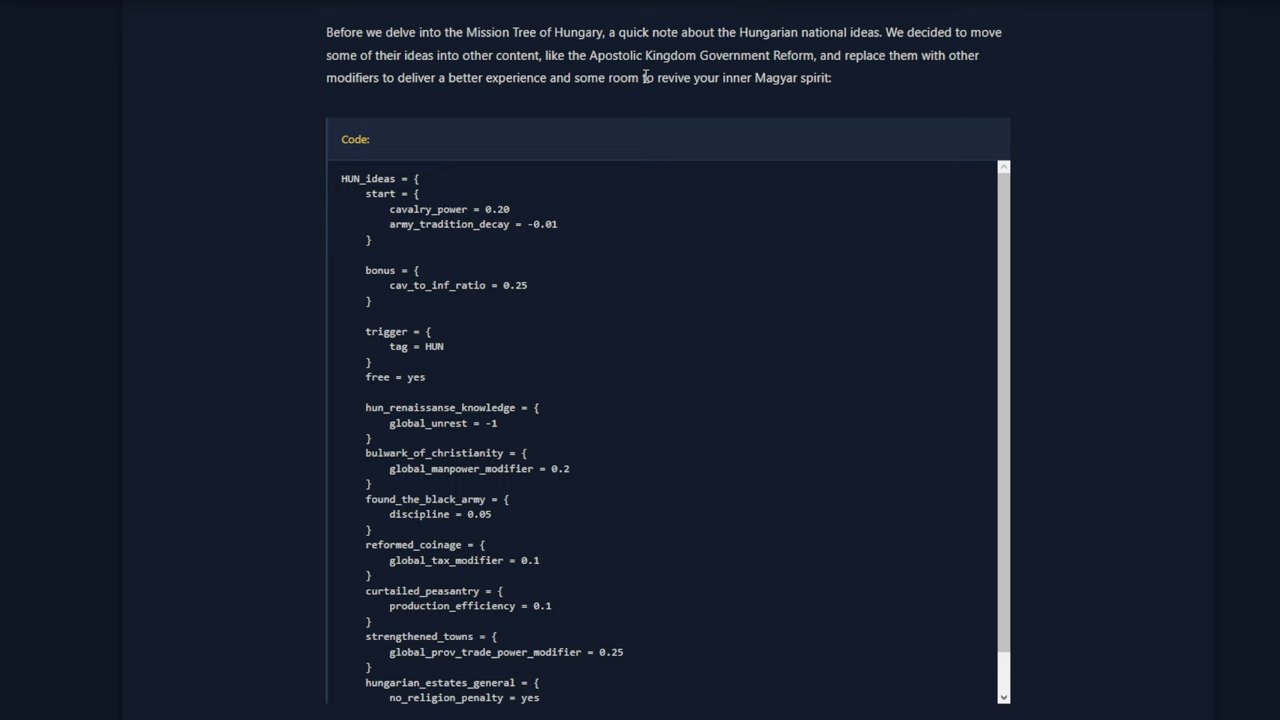 Before we delve into the Mission Tree of Hungary, a quick note about the Hungarian national ideas. We decided to move
some of their ideas into other content, like the Apostolic Kingdom Government Reform, and replace them with other
modifiers to deliver a better experience and some room to revive your inner Magyar spirit:
Code:
HUN_ideas = {
start = {
cavalry_power = 0.20
army_tradition_decay = -0.01
}
bonus = {
cav_to_inf_ratio = 0.25
}
trigger = {
tag = HUN
}
free = yes
hun_renaissanse_knowledge = {
global_unrest = -1
}
bulwark_of_christianity = {
global_manpower_modifier = 0.2
}
found_the_black_army = {
discipline = 0.05
}
reformed_coinage = {
global_tax_modifier = 0.1
}
curtailed_peasantry = {
production_efficiency = 0.1
}
strengthened_towns = {
global_prov_trade_power_modifier = 0.25
}
hungarian_estates_general = {
no_religion_penalty = yes